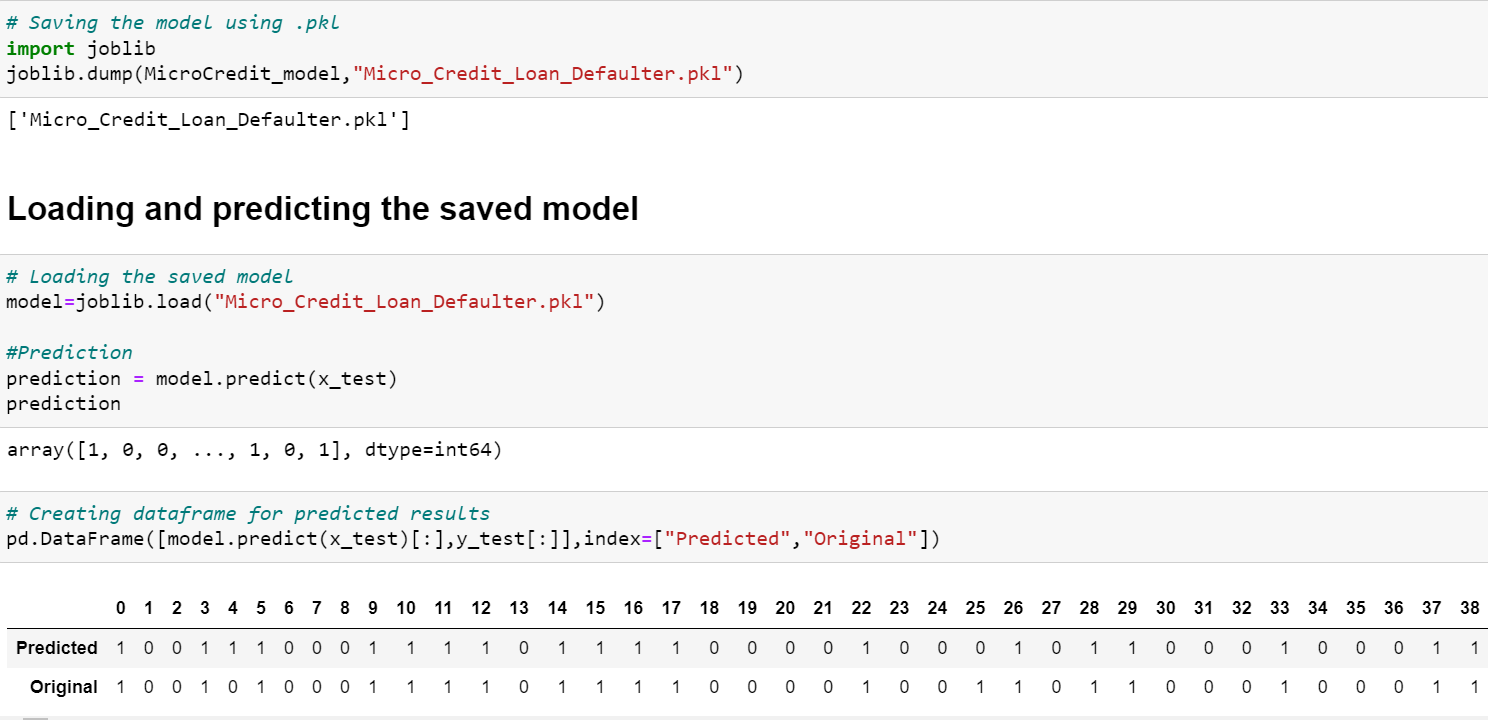 # Saving the model using .pkl
import joblib
joblib.dump(MicroCredit_model,"Micro_Credit_Loan_Defaulter.pkl")
['Micro_Credit_Loan_Defaulter.pkl']
Loading and predicting the saved model
# Loading the saved model
model=joblib.load("Micro_Credit_Loan_Defaulter.pkl")
#Prediction
prediction = model.predict(x_test)
prediction
array([1, 0, 0, ..., 1, 0, 1], dtype=int64)
# Creating dataframe for predicted results
pd.DataFrame([model.predict(x_test)[:],y_test[:]],index=["Predicted","Original"])
0 1 2 3 4 5 6 7 8 9 10 11 12 13 14 15 16 17 18 19 20 21 22 23 24 25 26 27 28 29 30 31 32 33 34 35 36 37 38
Predicted 1 0 0 1 1 1 0 0 0 1 1 1 1 0 1 1 1 1 0 0 0 0 1 0 0 0 1 0 1 1 0 0 0 1 0 0 0 1 1
Original 1 0 0 1 0 1 0 0 0 1 1 1 1 0 1 1 1 1 0 0 0 0 1 0 0 1 1 0 1 1 0 0 0 1 0 0 0 1 1